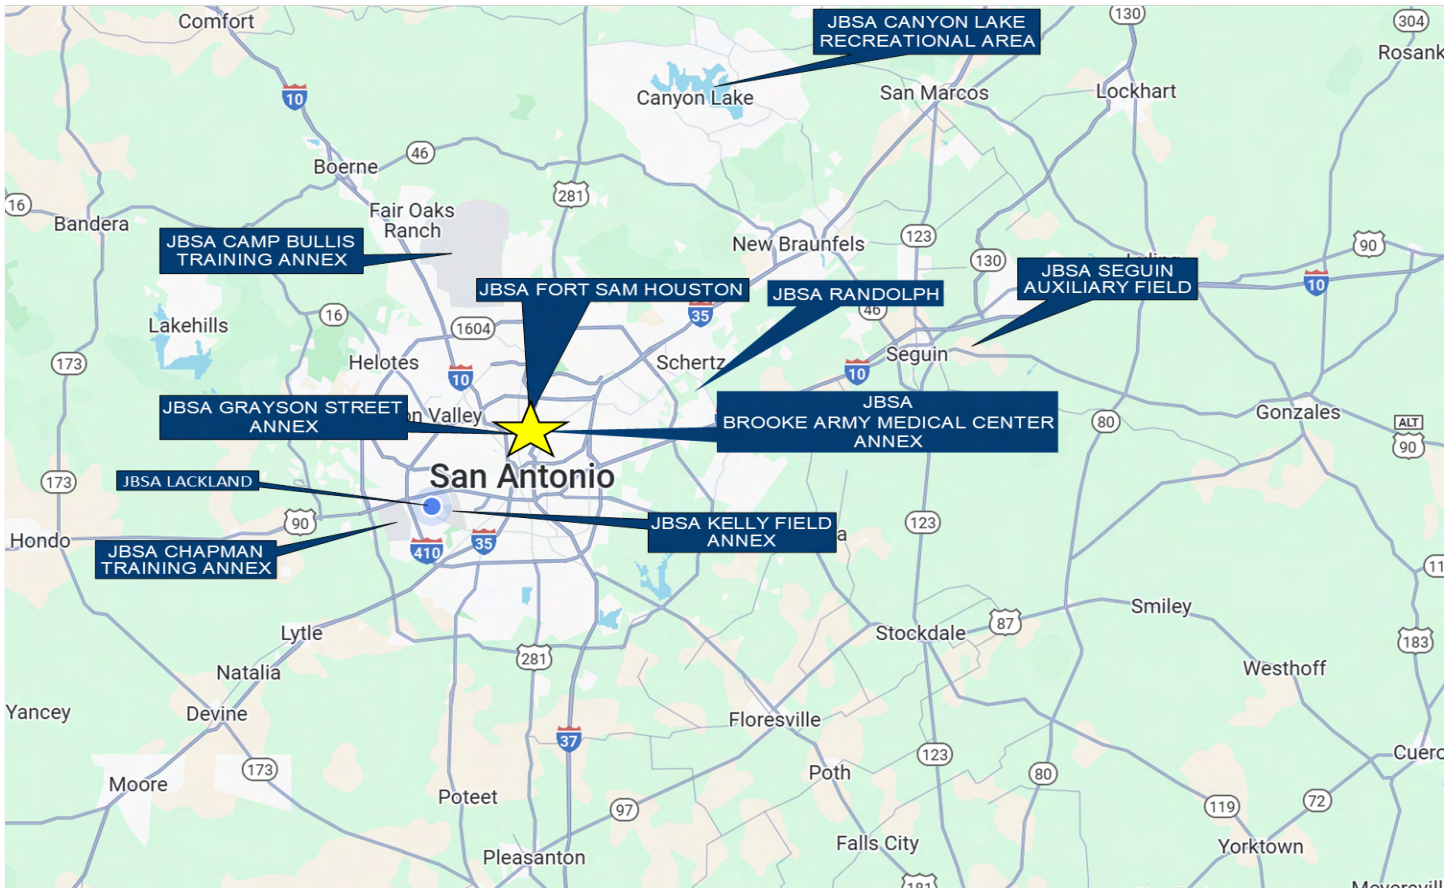 Comfort
JBSA CANYON LAKE
RECREATIONAL AREA
130
304
Rosank
10
Canyon Lake
San Marcos
Lockhart
46
Boerne
16
281
Bandera
Fair Oaks
Ranch
123
New Braunfels
90
JBSA CAMP BULLIS
TRAINING ANNEX
130
JBSA SEGUIN
AUXILIARY FIELD
10
JBSA FORT SAM HOUSTON
JBSA RANDOLPH
46
35
16
1604
Lakehills
173
Helotes
Schertz
Seguin
10
10
JBSA GRAYSON STREET
ANNEX
on Valley
JBSA
BROOKE ARMY MEDICAL CENTER
ANNEX
Gonzales
80
ALT
90
San Antonio
173
JBSA LACKLAND
90
JBSA KELLY FIELD
ANNEX
a
123
Hondo
JBSA CHAPMAN
TRAINING ANNEX
410
35
11
Smiley
87
Lytle
Stockdale
183
281
Natalia
Westhoff
Yancey
Devine
Floresville
37
123
Cuero
173
Poth
80
Moore
Poteet
97
119
72
Falls City
Yorktown
Pleasanton
181